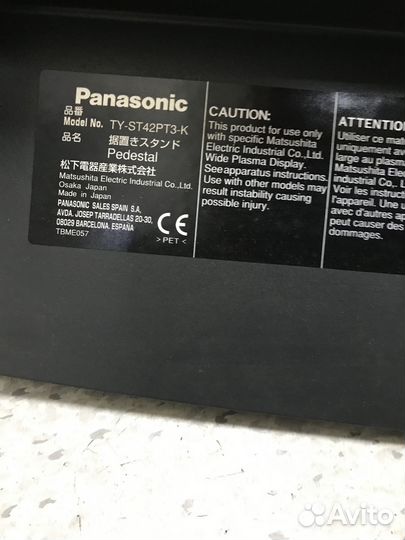 Panasonic
品番
Model No. TY-ST42PT3-K
品名 据置きスタンド
Pedestal
松下電器産業株式会社
Matsushita Electric Industrial Co., Ltd.
Osaka Japan
Made in Japan
PANASONIC SALES SPAIN S.A.
AVDA. JOSEP TARRADELLAS 20-30,
08029 BARCELONA. ESPAÑA
TBME057
CE
>PET<
CAUTION:
This product for use only
with specific Matsushita
Electric Industrial Co.,Ltd.
Wide Plasma Display.
See apparatus instructions.
Use with other models may
result instability causing
possible injury.
ATTENTION
Utiliser ce
uniquement av
large au plasm
Matsushita Ele
Industrial Co., L
Voir les instruc
l'appareil. Une u
avec d'autres ap
peut causer des
dommages.
Avito